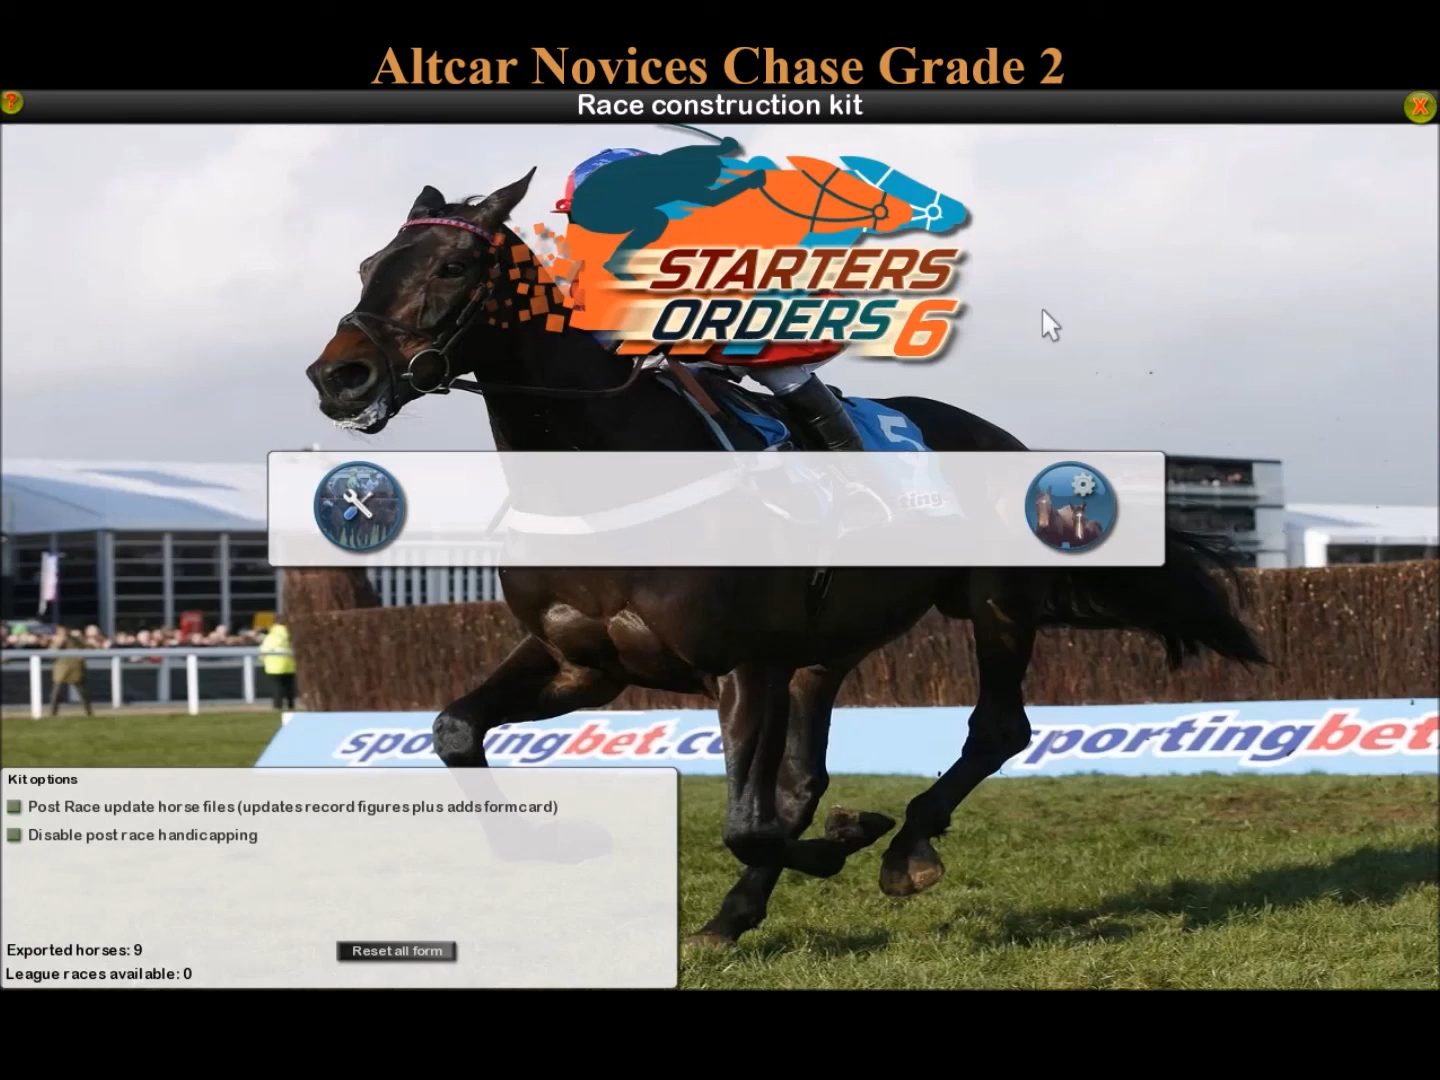 Altcar Novices Chase Grade 2
?
Race construction kit
X
STARTERS
ORDERS 6
ting
sportingbet.c
sportingbet
Kit options
Post Race update horse files (updates record figures plus adds formcard)
Disable post race handicapping
Exported horses: 9
Reset all form
League races available: 0